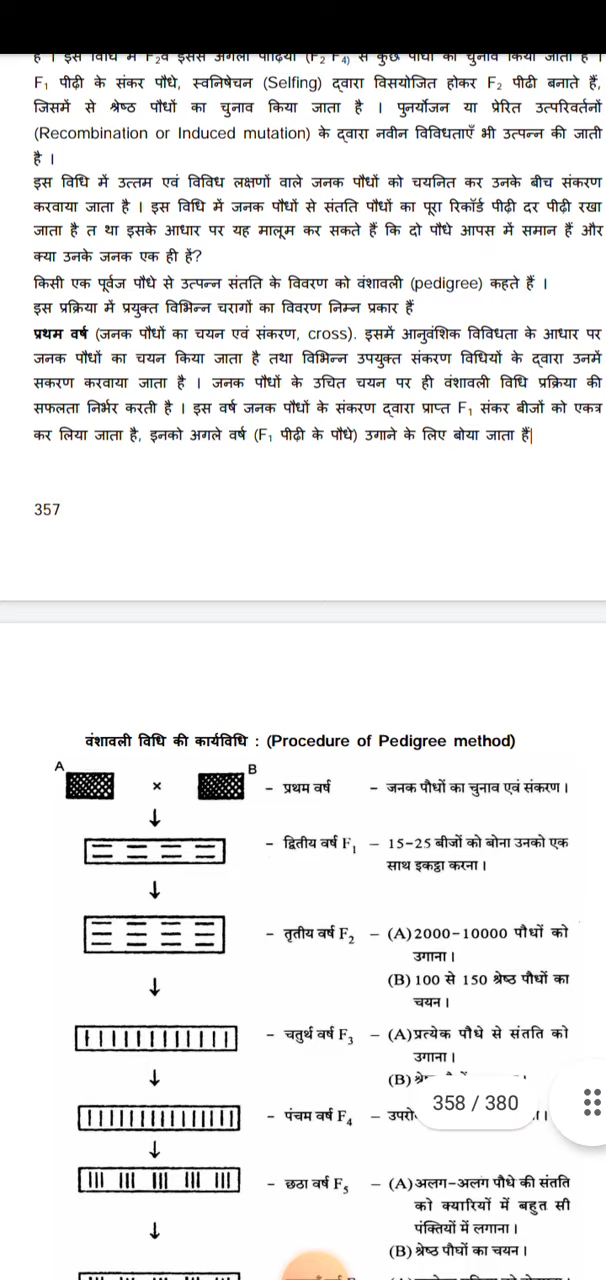 है । इस विधि में F₂व इससे अगली पीढ़ियों (F₂ F₄) से कुछ पौधों का चुनाव किया जाता है ।
F₁ पीढ़ी के संकर पौधे, स्वनिषेचन (Selfing) द्वारा विसयोजित होकर F₂ पीढी बनाते हैं,
जिसमें से श्रेष्ठ पौधों का चुनाव किया जाता है । पुनर्योजन या प्रेरित उत्परिवर्तनों
(Recombination or Induced mutation) के द्वारा नवीन विविधताएँ भी उत्पन्न की जाती
है ।
इस विधि में उत्तम एवं विविध लक्षणों वाले जनक पौधों को चयनित कर उनके बीच संकरण
करवाया जाता है । इस विधि में जनक पौधों से संतति पौधों का पूरा रिकॉर्ड पीढ़ी दर पीढ़ी रखा
जाता है त था इसके आधार पर यह मालूम कर सकते हैं कि दो पौधे आपस में समान हैं और
क्या उनके जनक एक ही हें?
किसी एक पूर्वज पौधे से उत्पन्न संतति के विवरण को वंशावली (pedigree) कहते हैं ।
इस प्रक्रिया में प्रयुक्त विभिन्न चरागों का विवरण निम्न प्रकार हैं
प्रथम वर्ष (जनक पौधों का चयन एवं संकरण, cross). इसमें आनुवंशिक विविधता के आधार पर
जनक पौधों का चयन किया जाता है तथा विभिन्न उपयुक्त संकरण विधियों के द्वारा उनमें
सकरण करवाया जाता है । जनक पौधों के उचित चयन पर ही वंशावली विधि प्रक्रिया की
सफलता निर्भर करती है । इस वर्ष जनक पौधों के संकरण द्वारा प्राप्त F₁ संकर बीजों को एकत्र
कर लिया जाता है, इनको अगले वर्ष (F₁ पीढ़ी के पौधे) उगाने के लिए बोया जाता हैं|
357
वंशावली विधि की कार्यविधि : (Procedure of Pedigree method)
A × B - प्रथम वर्ष - जनक पौधों का चुनाव एवं संकरण ।
- द्वितीय वर्ष F₁ - 15-25 बीजों को बोना उनको एक
साथ इकट्ठा करना ।
- तृतीय वर्ष F₂ - (A) 2000-10000 पौधों को
उगाना ।
(B) 100 से 150 श्रेष्ठ पौधों का
चयन ।
- चतुर्थ वर्ष F₃ - (A) प्रत्येक पौधे से संतति को
उगाना ।
(B)
358 / 380
- पंचम वर्ष F₄ -
- छठा वर्ष F₅ - (A) अलग-अलग पौधे की संतति
को क्यारियों में बहुत सी
पंक्तियों में लगाना ।
(B) श्रेष्ठ पौधों का चयन ।